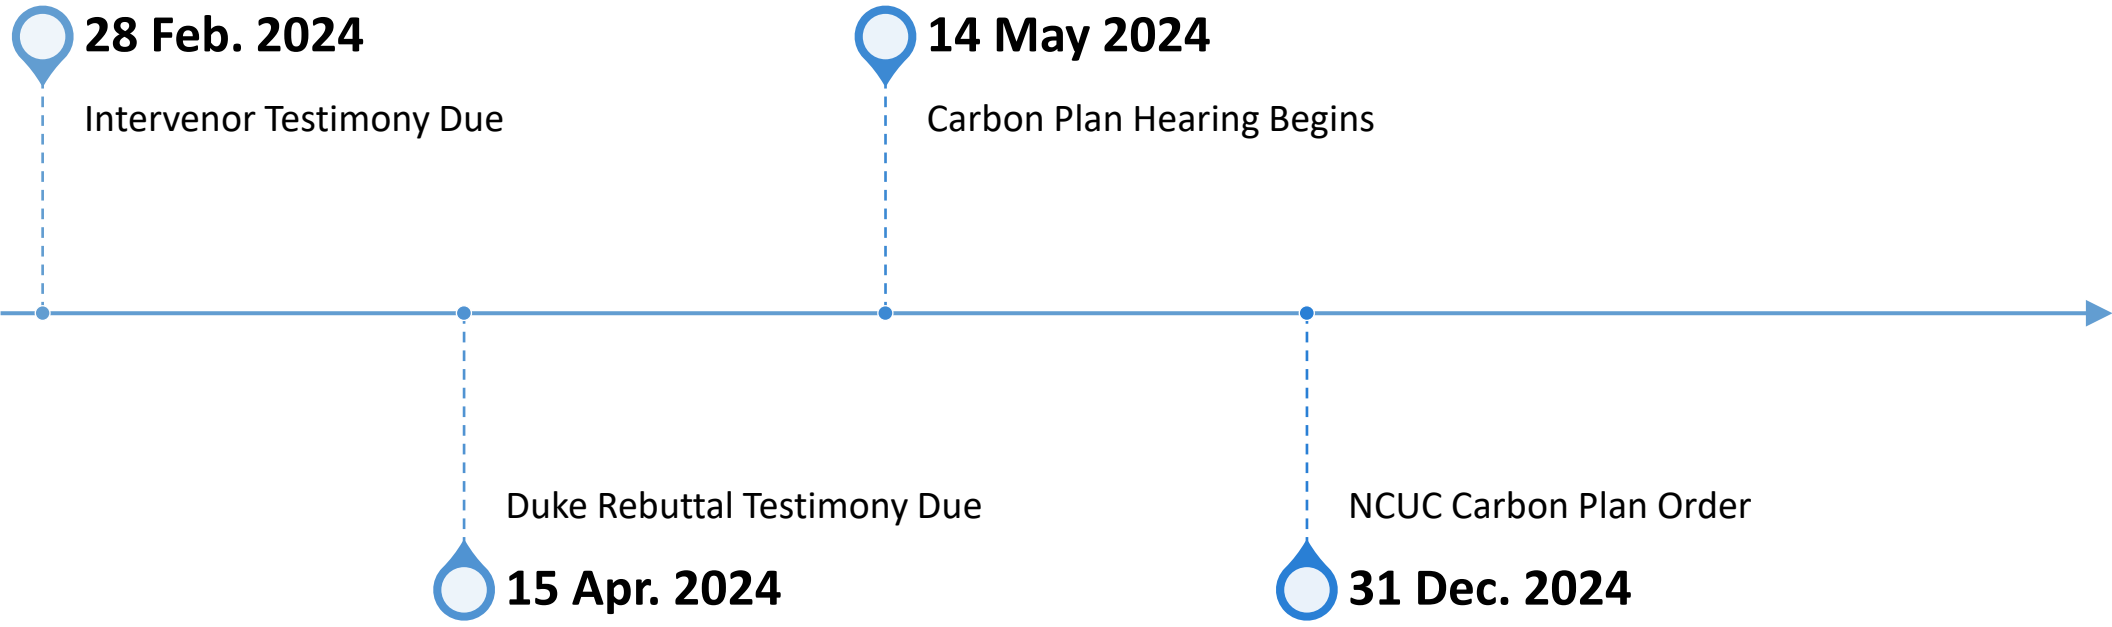 28 Feb. 2024
Intervenor Testimony Due
14 May 2024
Carbon Plan Hearing Begins
Duke Rebuttal Testimony Due
15 Apr. 2024
NCUC Carbon Plan Order
31 Dec. 2024